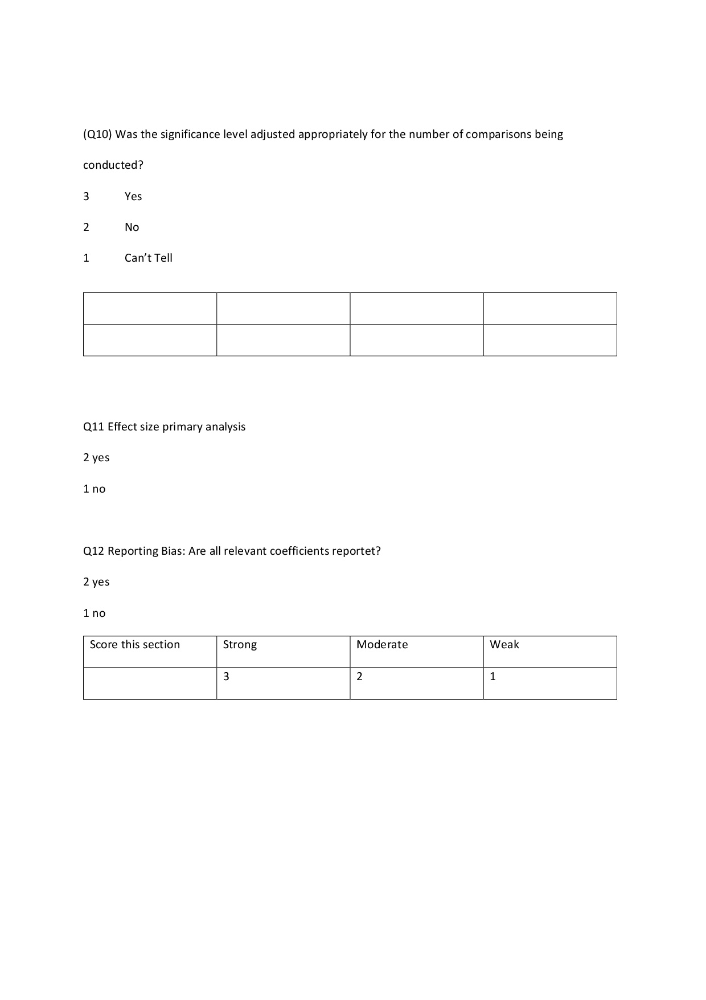 (Q10) Was the significance level adjusted appropriately for the number of comparisons being
conducted?
3 Yes
2 No
1 Can’t Tell
Q11 Effect size primary analysis
2 yes
1 no
Q12 Reporting Bias: Are all relevant coefficients reportet?
2 yes
1 no
Score this section Strong Moderate Weak
3 2 1